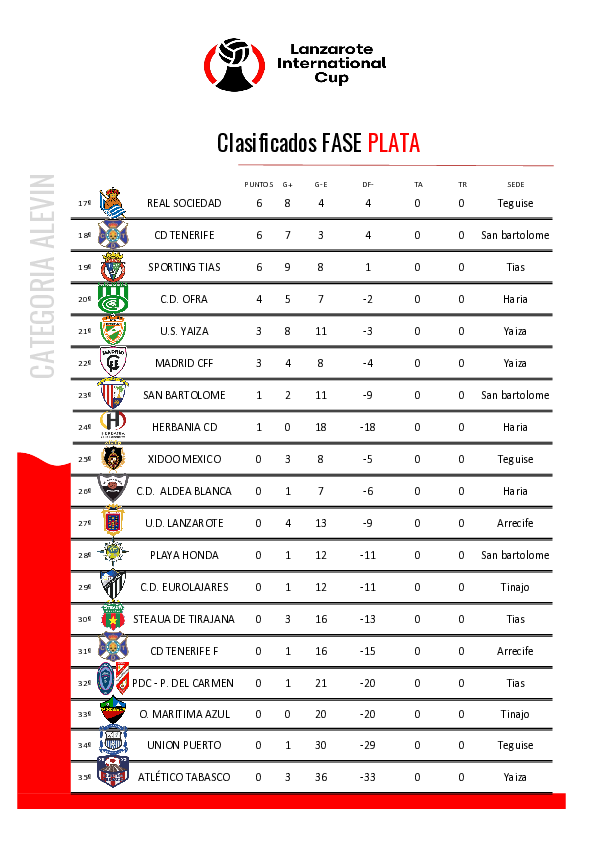 Lanzarote
International
Cup
Clasificados FASE PLATA
CATEGORIA ALEVIN
PUNTOS G+ G-E DF- TA TR SEDE
17º REAL SOCIEDAD 6 8 4 4 0 0 Teguise
18º CD TENERIFE 6 7 3 4 0 0 San bartolome
19º SPORTING TIAS 6 9 8 1 0 0 Tias
20º C.D. OFRA 4 5 7 -2 0 0 Haria
21º U.S. YAIZA 3 8 11 -3 0 0 Yaiza
22º MADRID CFF 3 4 8 -4 0 0 Yaiza
23º SAN BARTOLOME 1 2 11 -9 0 0 San bartolome
24º HERBANIA CD 1 0 18 -18 0 0 Haria
25º XIDOO MEXICO 0 3 8 -5 0 0 Teguise
26º C.D. ALDEA BLANCA 0 1 7 -6 0 0 Haria
27º U.D. LANZAROTE 0 4 13 -9 0 0 Arrecife
28º PLAYA HONDA 0 1 12 -11 0 0 San bartolome
29º C.D. EUROLAJARES 0 1 12 -11 0 0 Tinajo
30º STEAUA DE TIRAJANA 0 3 16 -13 0 0 Tias
31º CD TENERIFE F 0 1 16 -15 0 0 Arrecife
32º PDC - P. DEL CARMEN 0 1 21 -20 0 0 Tias
33º O. MARITIMA AZUL 0 0 20 -20 0 0 Tinajo
34º UNION PUERTO 0 1 30 -29 0 0 Teguise
35º ATLÉTICO TABASCO 0 3 36 -33 0 0 Yaiza